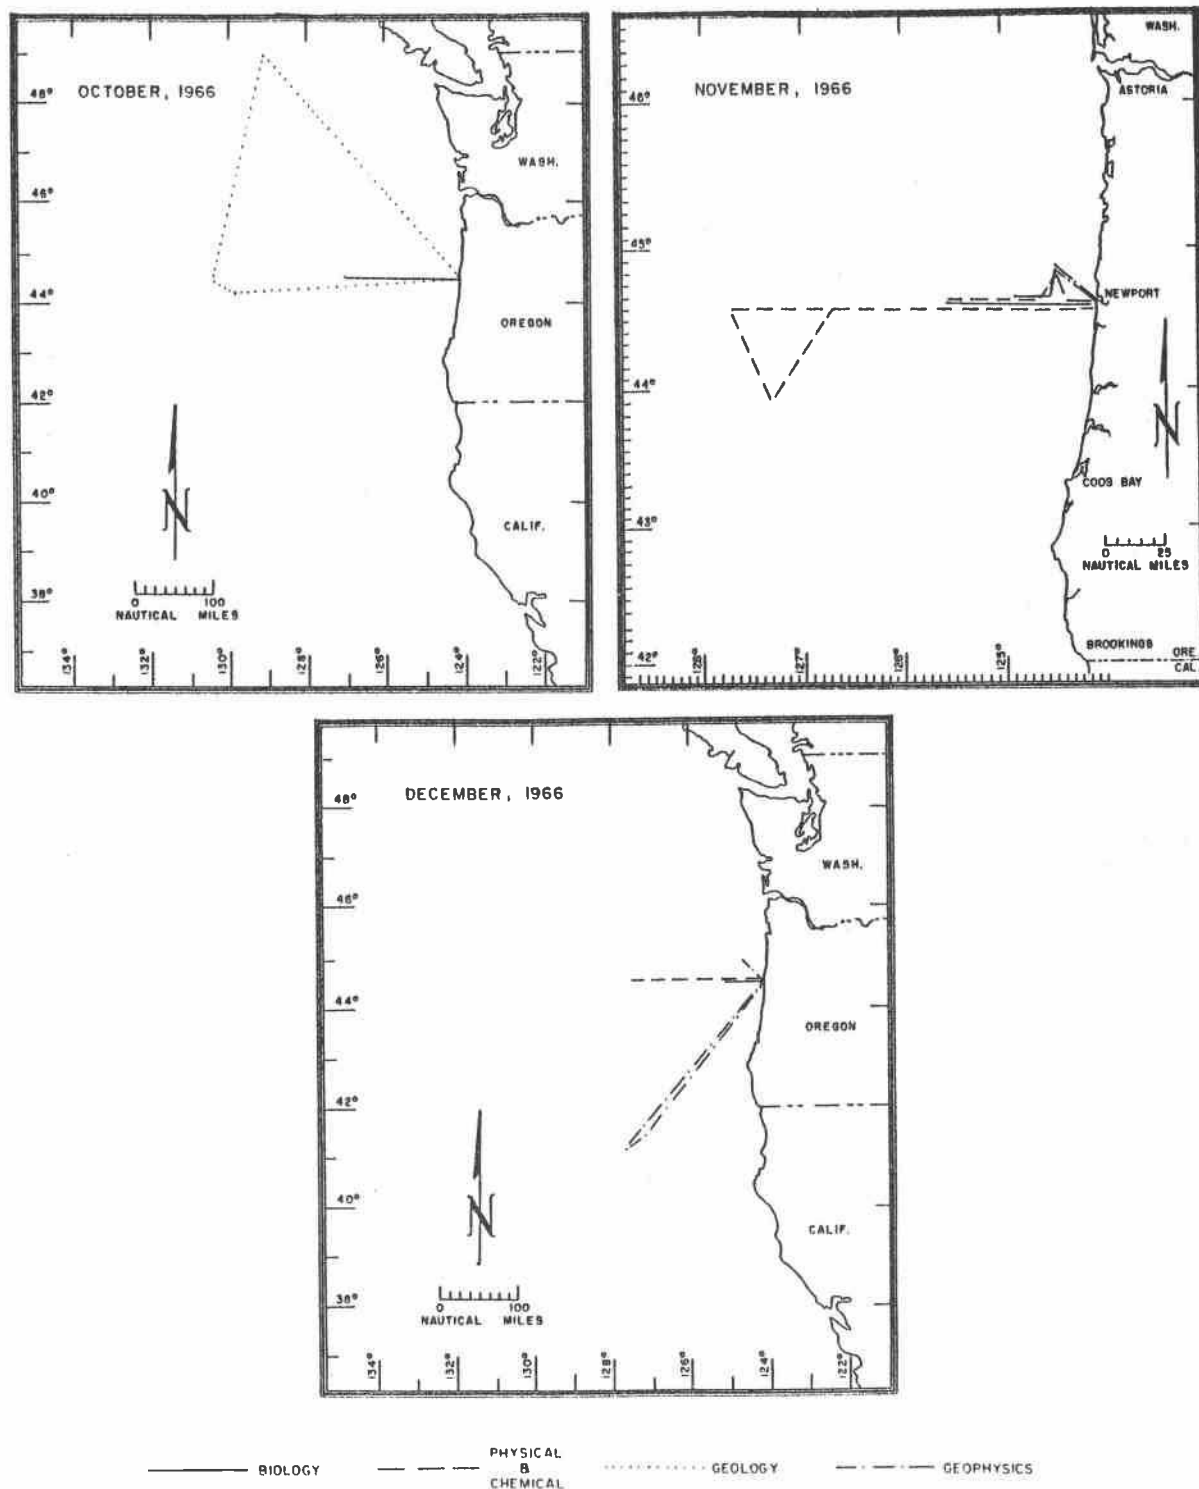 OCTOBER, 1966
48°
46°
44°
42°
40°
38°
WASH.
OREGON
CALIF.
N
0 100
NAUTICAL MILES
134° 132° 130° 128° 126° 124° 122°
NOVEMBER, 1966
46°
45°
44°
43°
42°
WASH.
ASTORIA
NEWPORT
N
COOS BAY
0 25
NAUTICAL MILES
BROOKINGS
ORE
CAL
128° 127° 126° 125°
DECEMBER, 1966
48°
46°
44°
42°
40°
38°
WASH.
OREGON
CALIF.
N
0 100
NAUTICAL MILES
134° 132° 130° 128° 126° 124° 122°
BIOLOGY
PHYSICAL
&
CHEMICAL
GEOLOGY
GEOPHYSICS